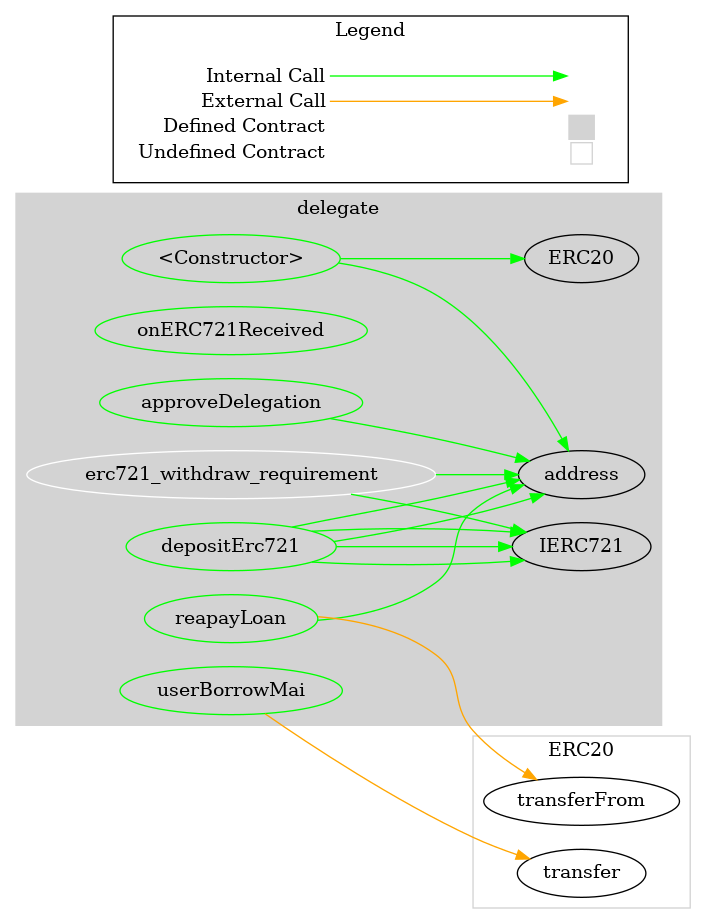 Legend
Internal Call
External Call
Defined Contract
Undefined Contract
delegate
<Constructor>
ERC20
onERC721Received
approveDelegation
erc721_withdraw_requirement
address
depositErc721
IERC721
reapayLoan
userBorrowMai
ERC20
transferFrom
transfer